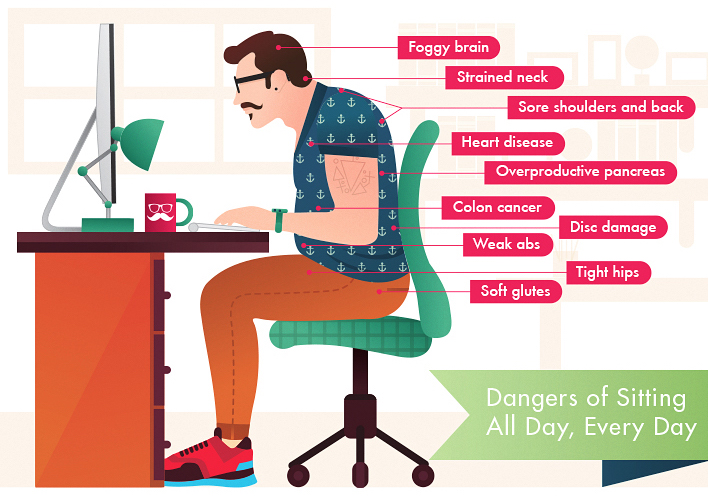 Foggy brain
Strained neck
Sore shoulders and back
Heart disease
Overproductive pancreas
Colon cancer
Disc damage
Weak abs
Tight hips
Soft glutes
Dangers of Sitting
All Day, Every Day